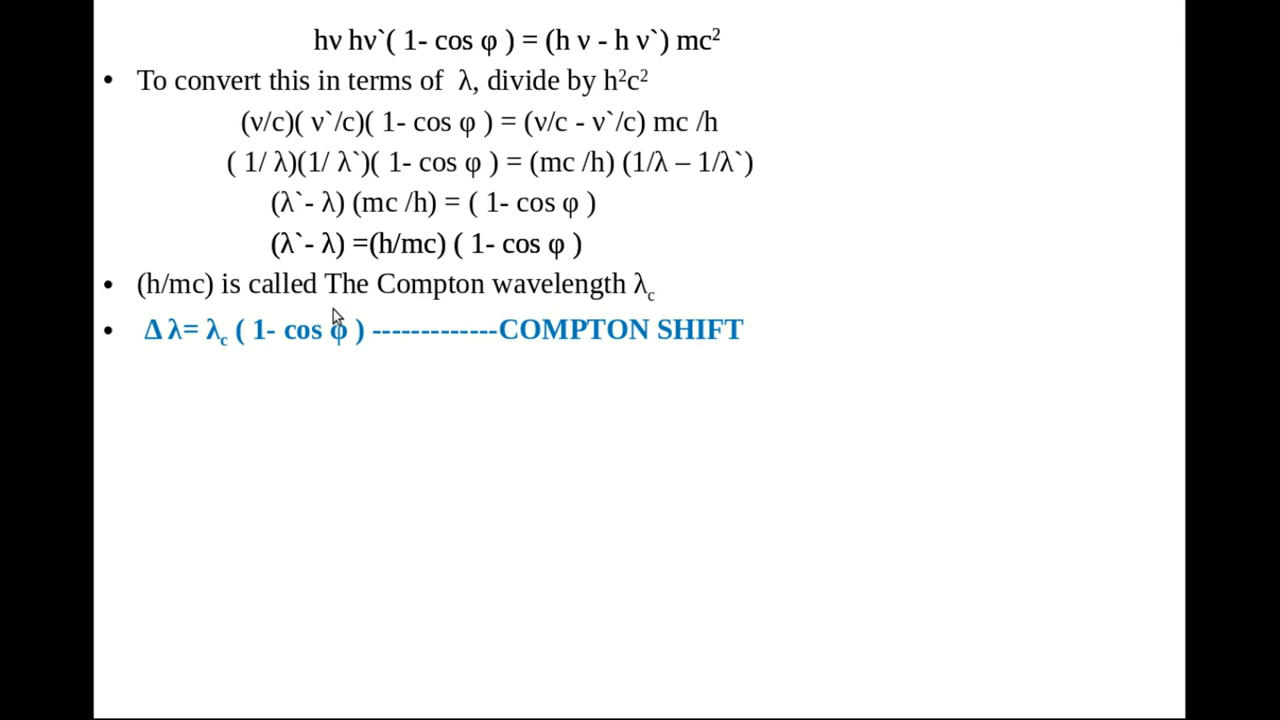 hν hν`( 1- cos φ ) = (h ν - h ν`) mc²
• To convert this in terms of λ, divide by h²c²
(ν/c)( ν`/c)( 1- cos φ ) = (ν/c - ν`/c) mc /h
( 1/ λ)(1/ λ`)( 1- cos φ ) = (mc /h) (1/λ – 1/λ`)
(λ`- λ) (mc /h) = ( 1- cos φ )
(λ`- λ) =(h/mc) ( 1- cos φ )
• (h/mc) is called The Compton wavelength λc
• Δ λ= λc ( 1- cos φ ) -------------COMPTON SHIFT